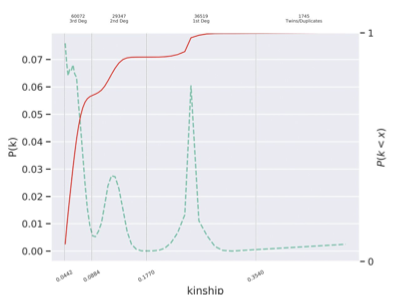 60072 29347 36519 1745
3rd Deg 2nd Deg 1st Deg Twins/Duplicates
1
0.07
0.06
0.05
0.04
0.03
0.02
0.01
0.00
0
P(k)
P(k < x)
0.0442 0.0884 0.1770 0.3540
kinship